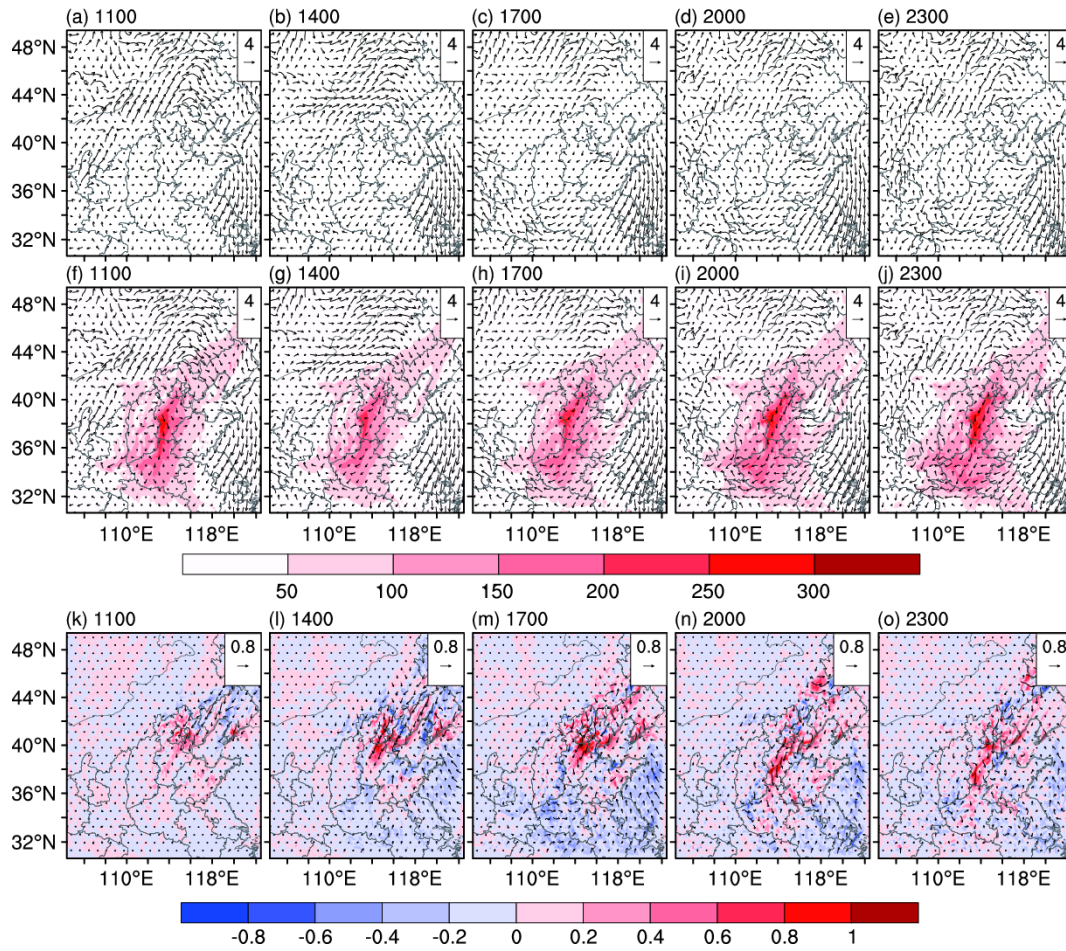 (a) 1100 (b) 1400 (c) 1700 (d) 2000 (e) 2300
4 4 4 4 4
48°N
44°N
40°N
36°N
32°N
(f) 1100 (g) 1400 (h) 1700 (i) 2000 (j) 2300
4 4 4 4 4
48°N
44°N
40°N
36°N
32°N
110°E 118°E 110°E 118°E 110°E 118°E 110°E 118°E 110°E 118°E
50 100 150 200 250 300
(k) 1100 (l) 1400 (m) 1700 (n) 2000 (o) 2300
0.8 0.8 0.8 0.8 0.8
48°N
44°N
40°N
36°N
32°N
110°E 118°E 110°E 118°E 110°E 118°E 110°E 118°E 110°E 118°E
-0.8 -0.6 -0.4 -0.2 0 0.2 0.4 0.6 0.8 1